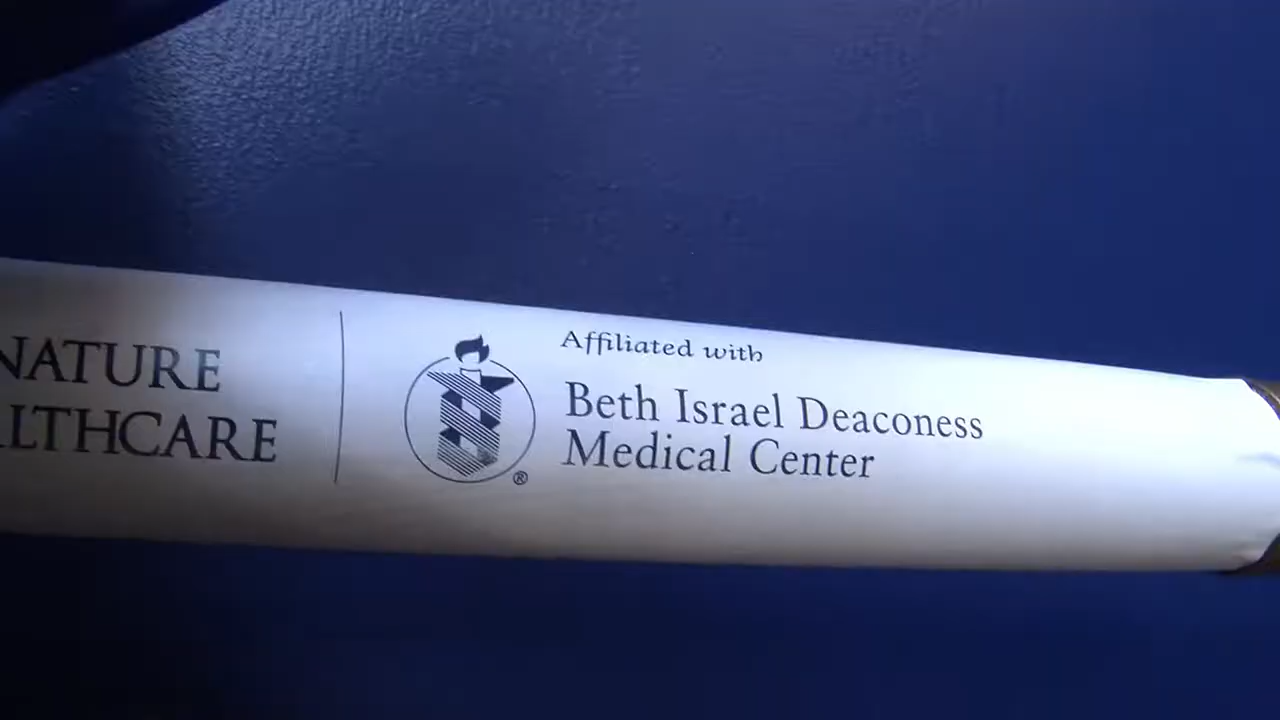 NATURE
LTHCARE
Affiliated with
Beth Israel Deaconess
Medical Center
®